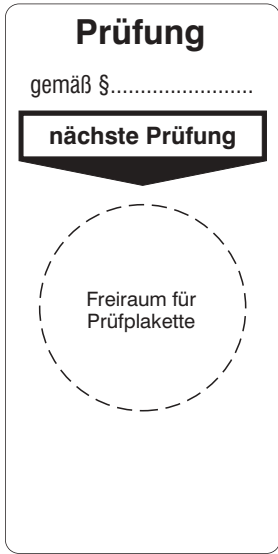 Prüfung
gemäß §........................
nächste Prüfung
Freiraum für
Prüfplakette